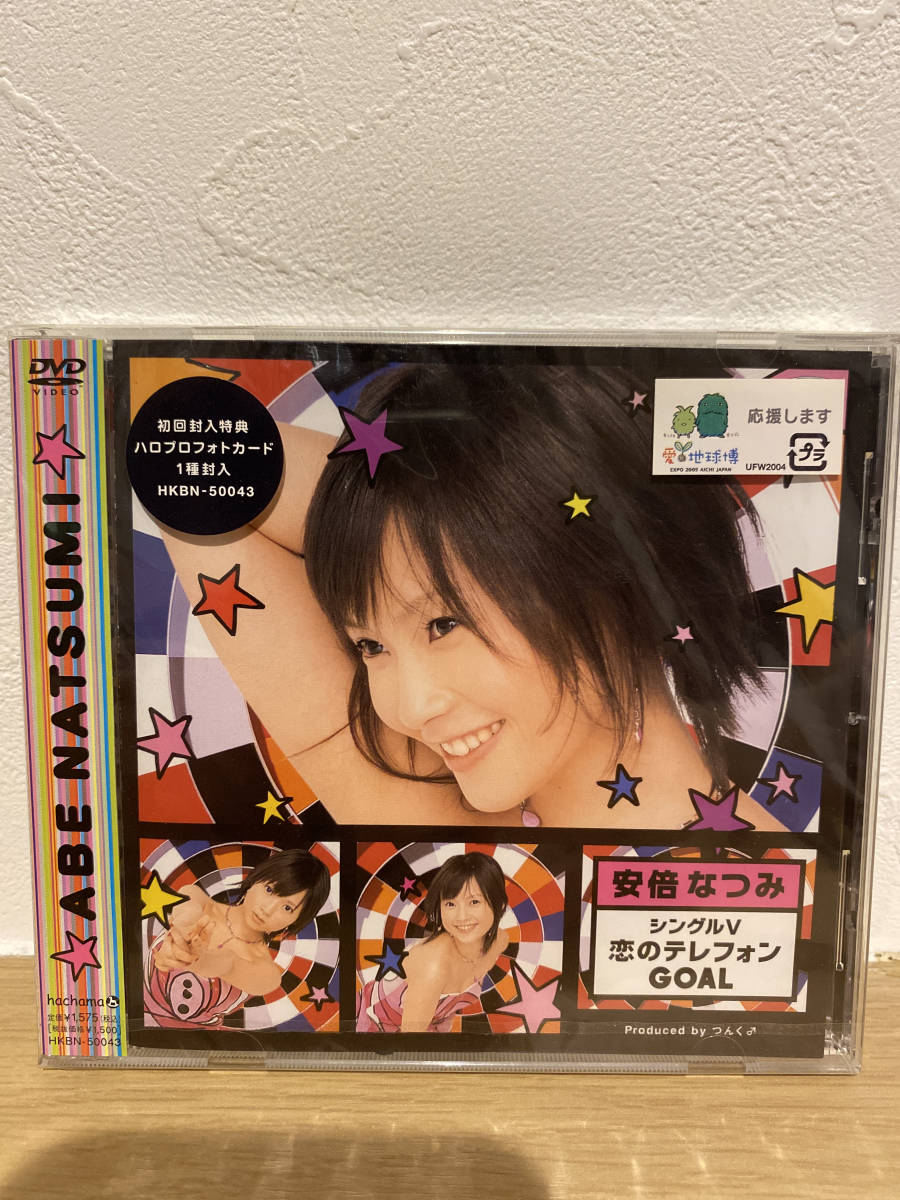 DVD
VIDEO
ABE NATSUMI
hachama
定価¥1,575(税込)
[税抜価格¥1,500]
HKBN-50043
初回封入特典
ハロプロフォトカード
1種封入
HKBN-50043
応援します
愛・地球博
EXPO 2005 AICHI JAPAN
プラ
UFW2004
安倍なつみ
シングルV
恋のテレフォン
GOAL
Produced by つんく♂